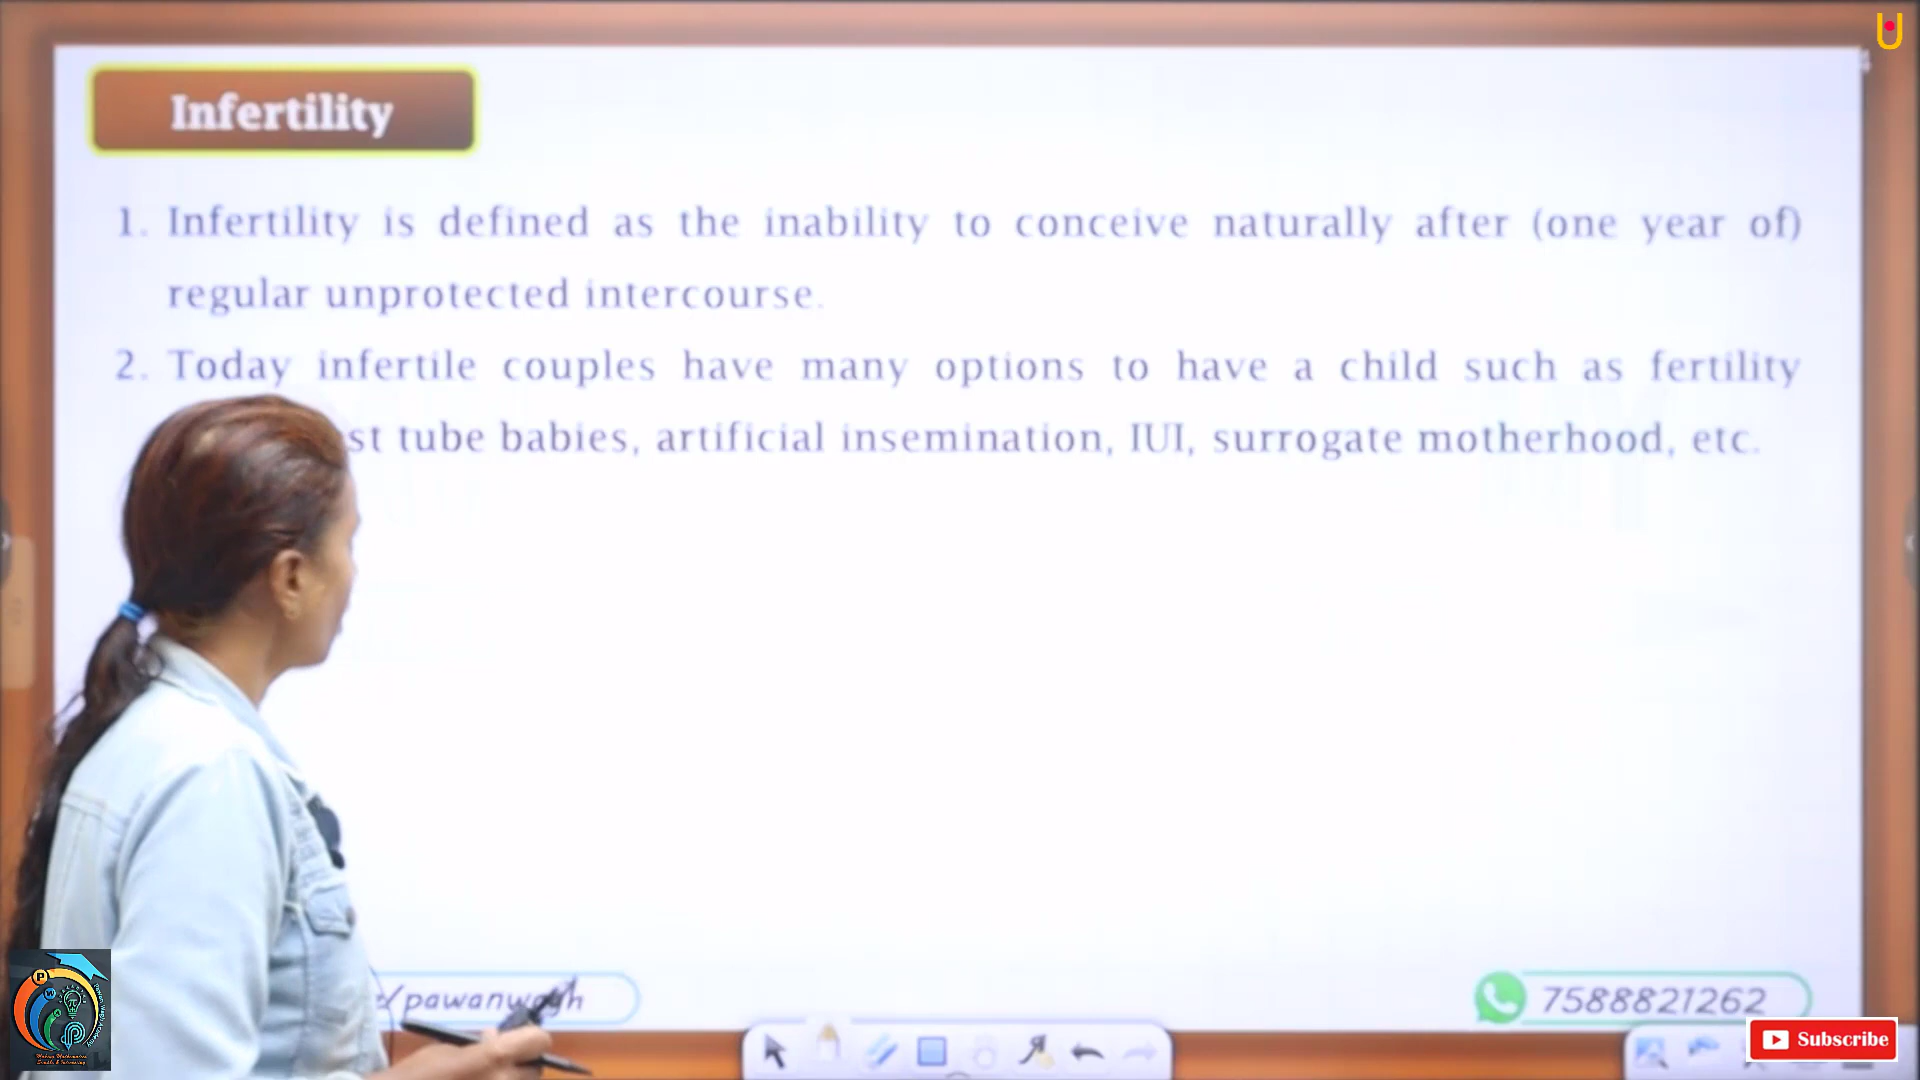 Infertility
1. Infertility is defined as the inability to conceive naturally after (one year of)
regular unprotected intercourse.
2. Today infertile couples have many options to have a child such as fertility
st tube babies, artificial insemination, IUI, surrogate motherhood, etc.
/pawanwagh
7588821262
Subscribe